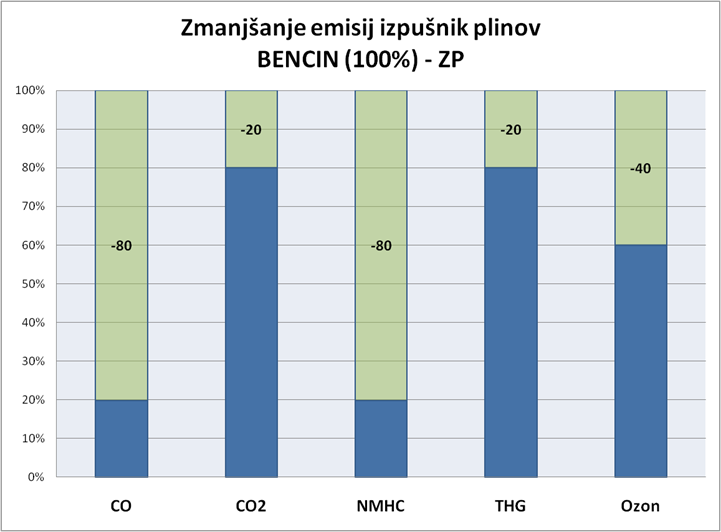 Zmanjšanje emisij izpušnik plinov
BENCIN (100%) - ZP
100%
90%
80%
70%
60%
50%
40%
30%
20%
10%
0%
-80
-20
-80
-20
-40
CO
CO2
NMHC
THG
Ozon